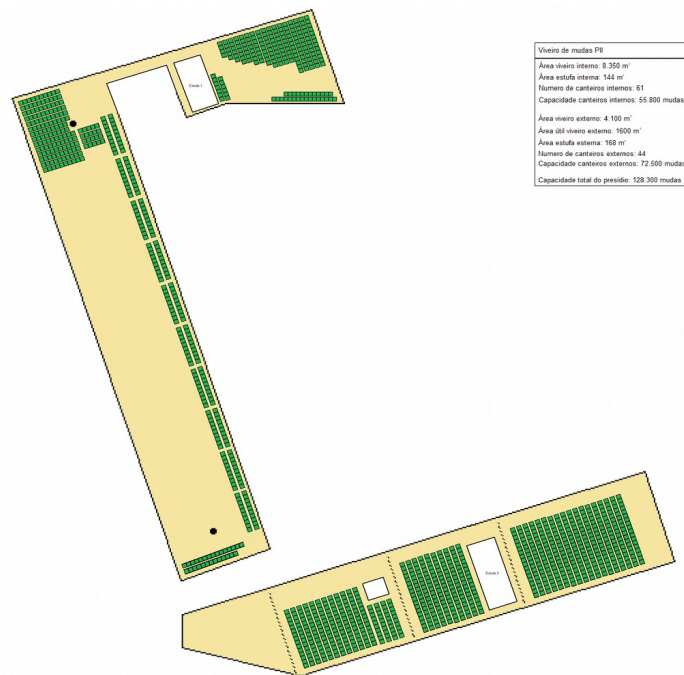 Viveiro de mudas PII
Área viveiro interno: 8.350 m²
Área estufa interna: 144 m²
Numero de canteiros internos: 61
Capacidade canteiros internos: 55.800 mudas
Área viveiro externo: 4.100 m²
Área útil viveiro externo: 1600 m²
Área estufa esterna: 168 m²
Numero de canteiros externos: 44
Capacidade canteiros externos: 72.500 mudas
Capacidade total do presídio: 128.300 mudas
Estufa 1
Estufa 2